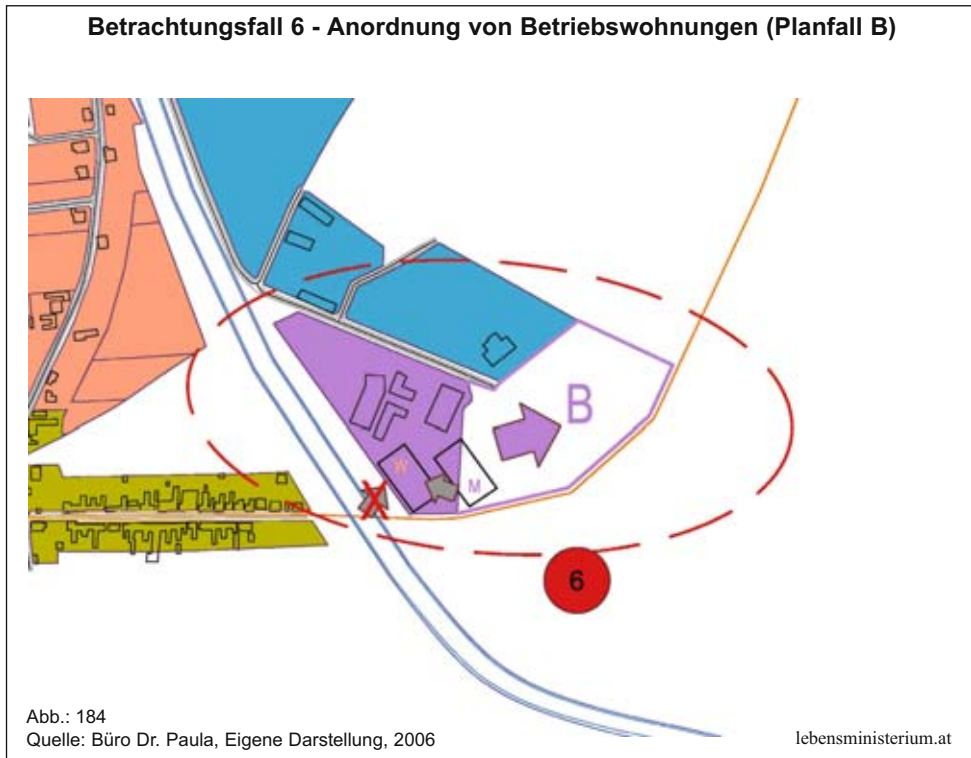 Betrachtungsfall 6 - Anordnung von Betriebswohnungen (Planfall B)
B
W
M
X
6
Abb.: 184
Quelle: Büro Dr. Paula, Eigene Darstellung, 2006
lebensministerium.at